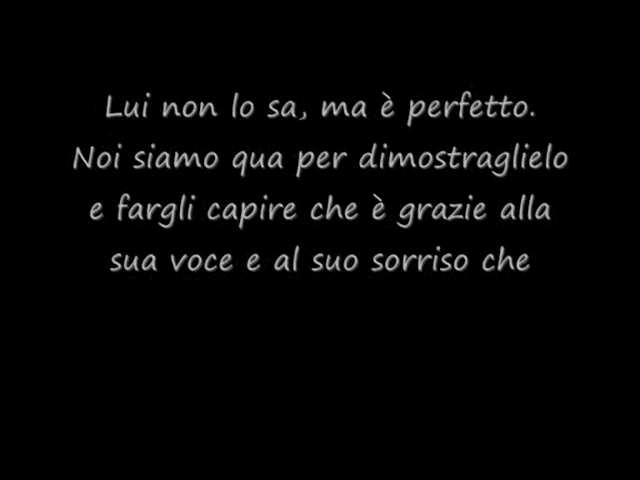 Lui non lo sa, ma è perfetto.
Noi siamo qua per dimostraglielo
e fargli capire che è grazie alla
sua voce e al suo sorriso che